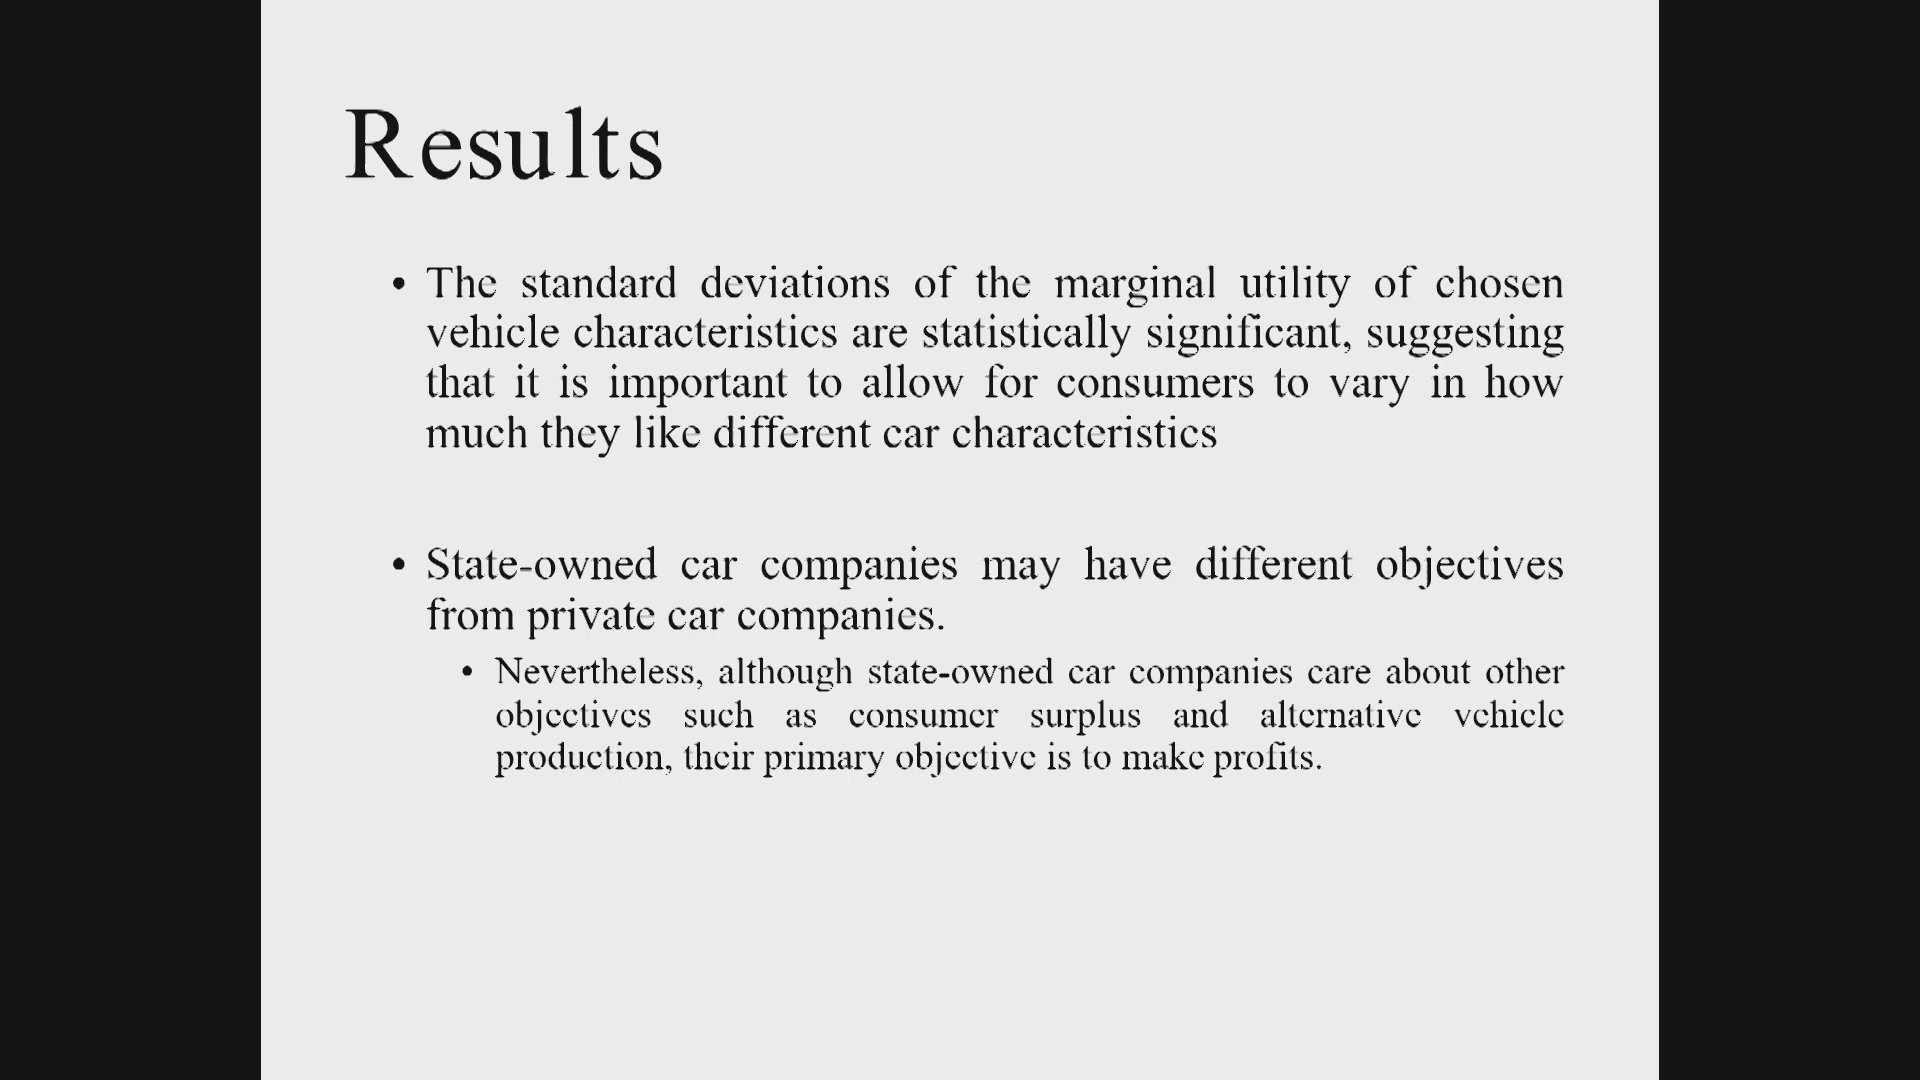 Results
• The standard deviations of the marginal utility of chosen
vehicle characteristics are statistically significant, suggesting
that it is important to allow for consumers to vary in how
much they like different car characteristics
• State-owned car companies may have different objectives
from private car companies.
• Nevertheless, although state-owned car companies care about other
objectives such as consumer surplus and alternative vehicle
production, their primary objective is to make profits.